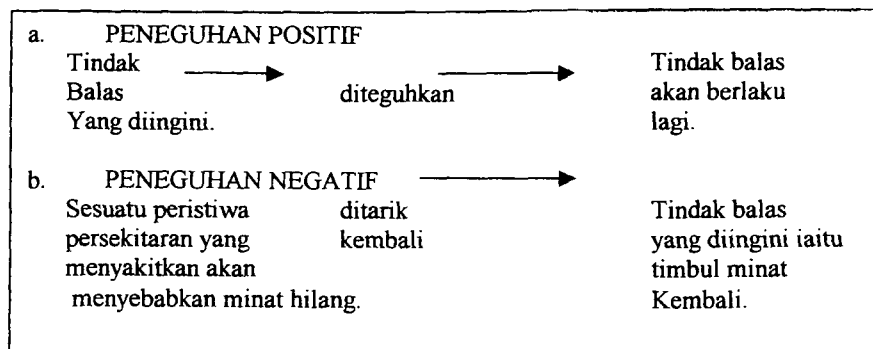 a. PENEGUHAN POSITIF
Tindak Tindak balas
Balas diteguhkan akan berlaku
Yang diingini. lagi.
b. PENEGUHAN NEGATIF
Sesuatu peristiwa ditarik Tindak balas
persekitaran yang kembali yang diingini iaitu
menyakitkan akan timbul minat
menyebabkan minat hilang. Kembali.